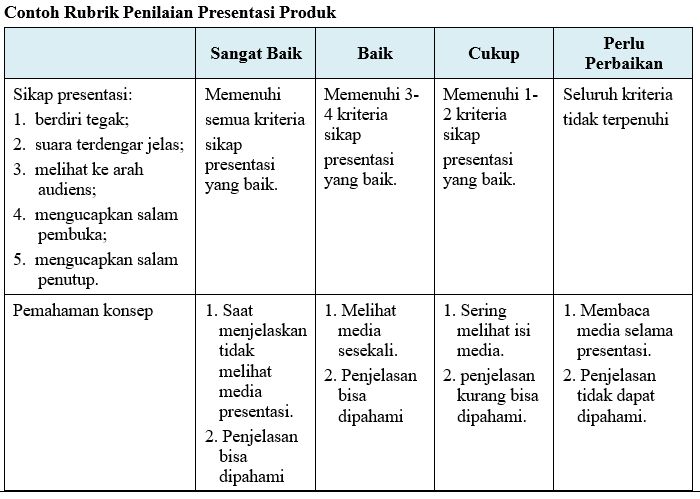 Contoh Rubrik Penilaian Presentasi Produk
Sangat Baik
Baik
Cukup
Perlu
Perbaikan
Sikap presentasi:
1. berdiri tegak;
2. suara terdengar jelas;
3. melihat ke arah
audiens;
4. mengucapkan salam
pembuka;
5. mengucapkan salam
penutup.
Memenuhi
semua kriteria
sikap
presentasi
yang baik.
Memenuhi 3-
4 kriteria
sikap
presentasi
yang baik.
Memenuhi 1-
2 kriteria
sikap
presentasi
yang baik.
Seluruh kriteria
tidak terpenuhi
Pemahaman konsep
1. Saat
menjelaskan
tidak
melihat
media
presentasi.
2. Penjelasan
bisa
dipahami
1. Melihat
media
sesekali.
2. Penjelasan
bisa
dipahami
1. Sering
melihat isi
media.
2. penjelasan
kurang bisa
dipahami.
1. Membaca
media selama
presentasi.
2. Penjelasan
tidak dapat
dipahami.